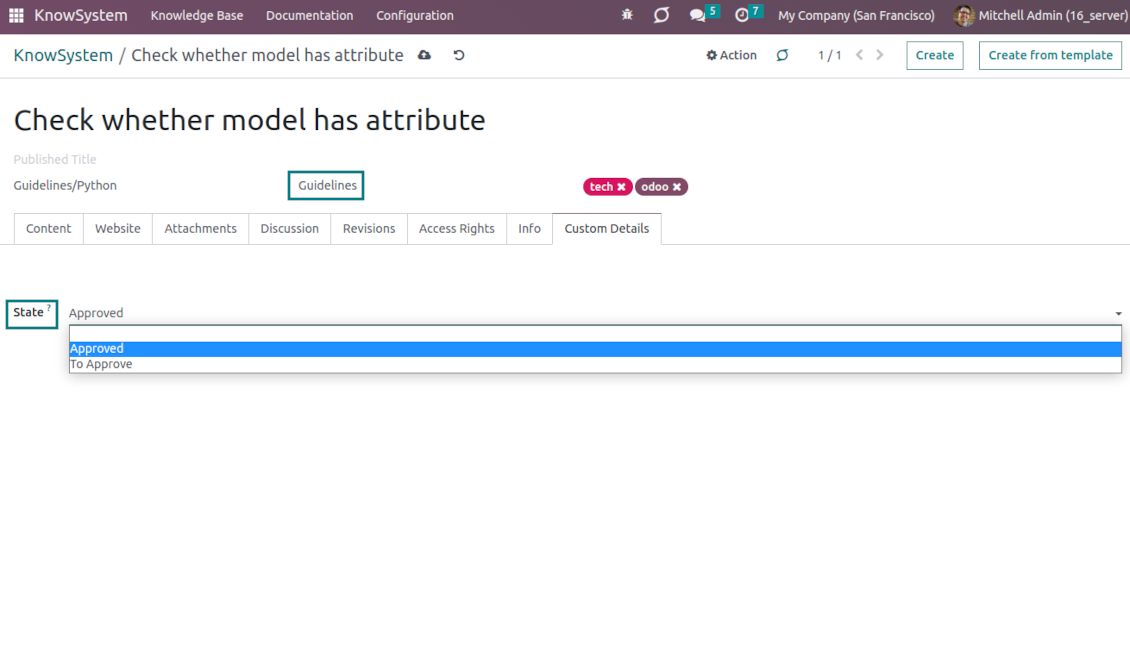 KnowSystem Knowledge Base Documentation Configuration 5 7 My Company (San Francisco) Mitchell Admin (16_server)
KnowSystem / Check whether model has attribute Action 1 / 1 Create Create from template
Check whether model has attribute
Published Title
Guidelines/Python Guidelines tech ✖ odoo ✖
Content Website Attachments Discussion Revisions Access Rights Info Custom Details
State ? Approved
Approved
To Approve